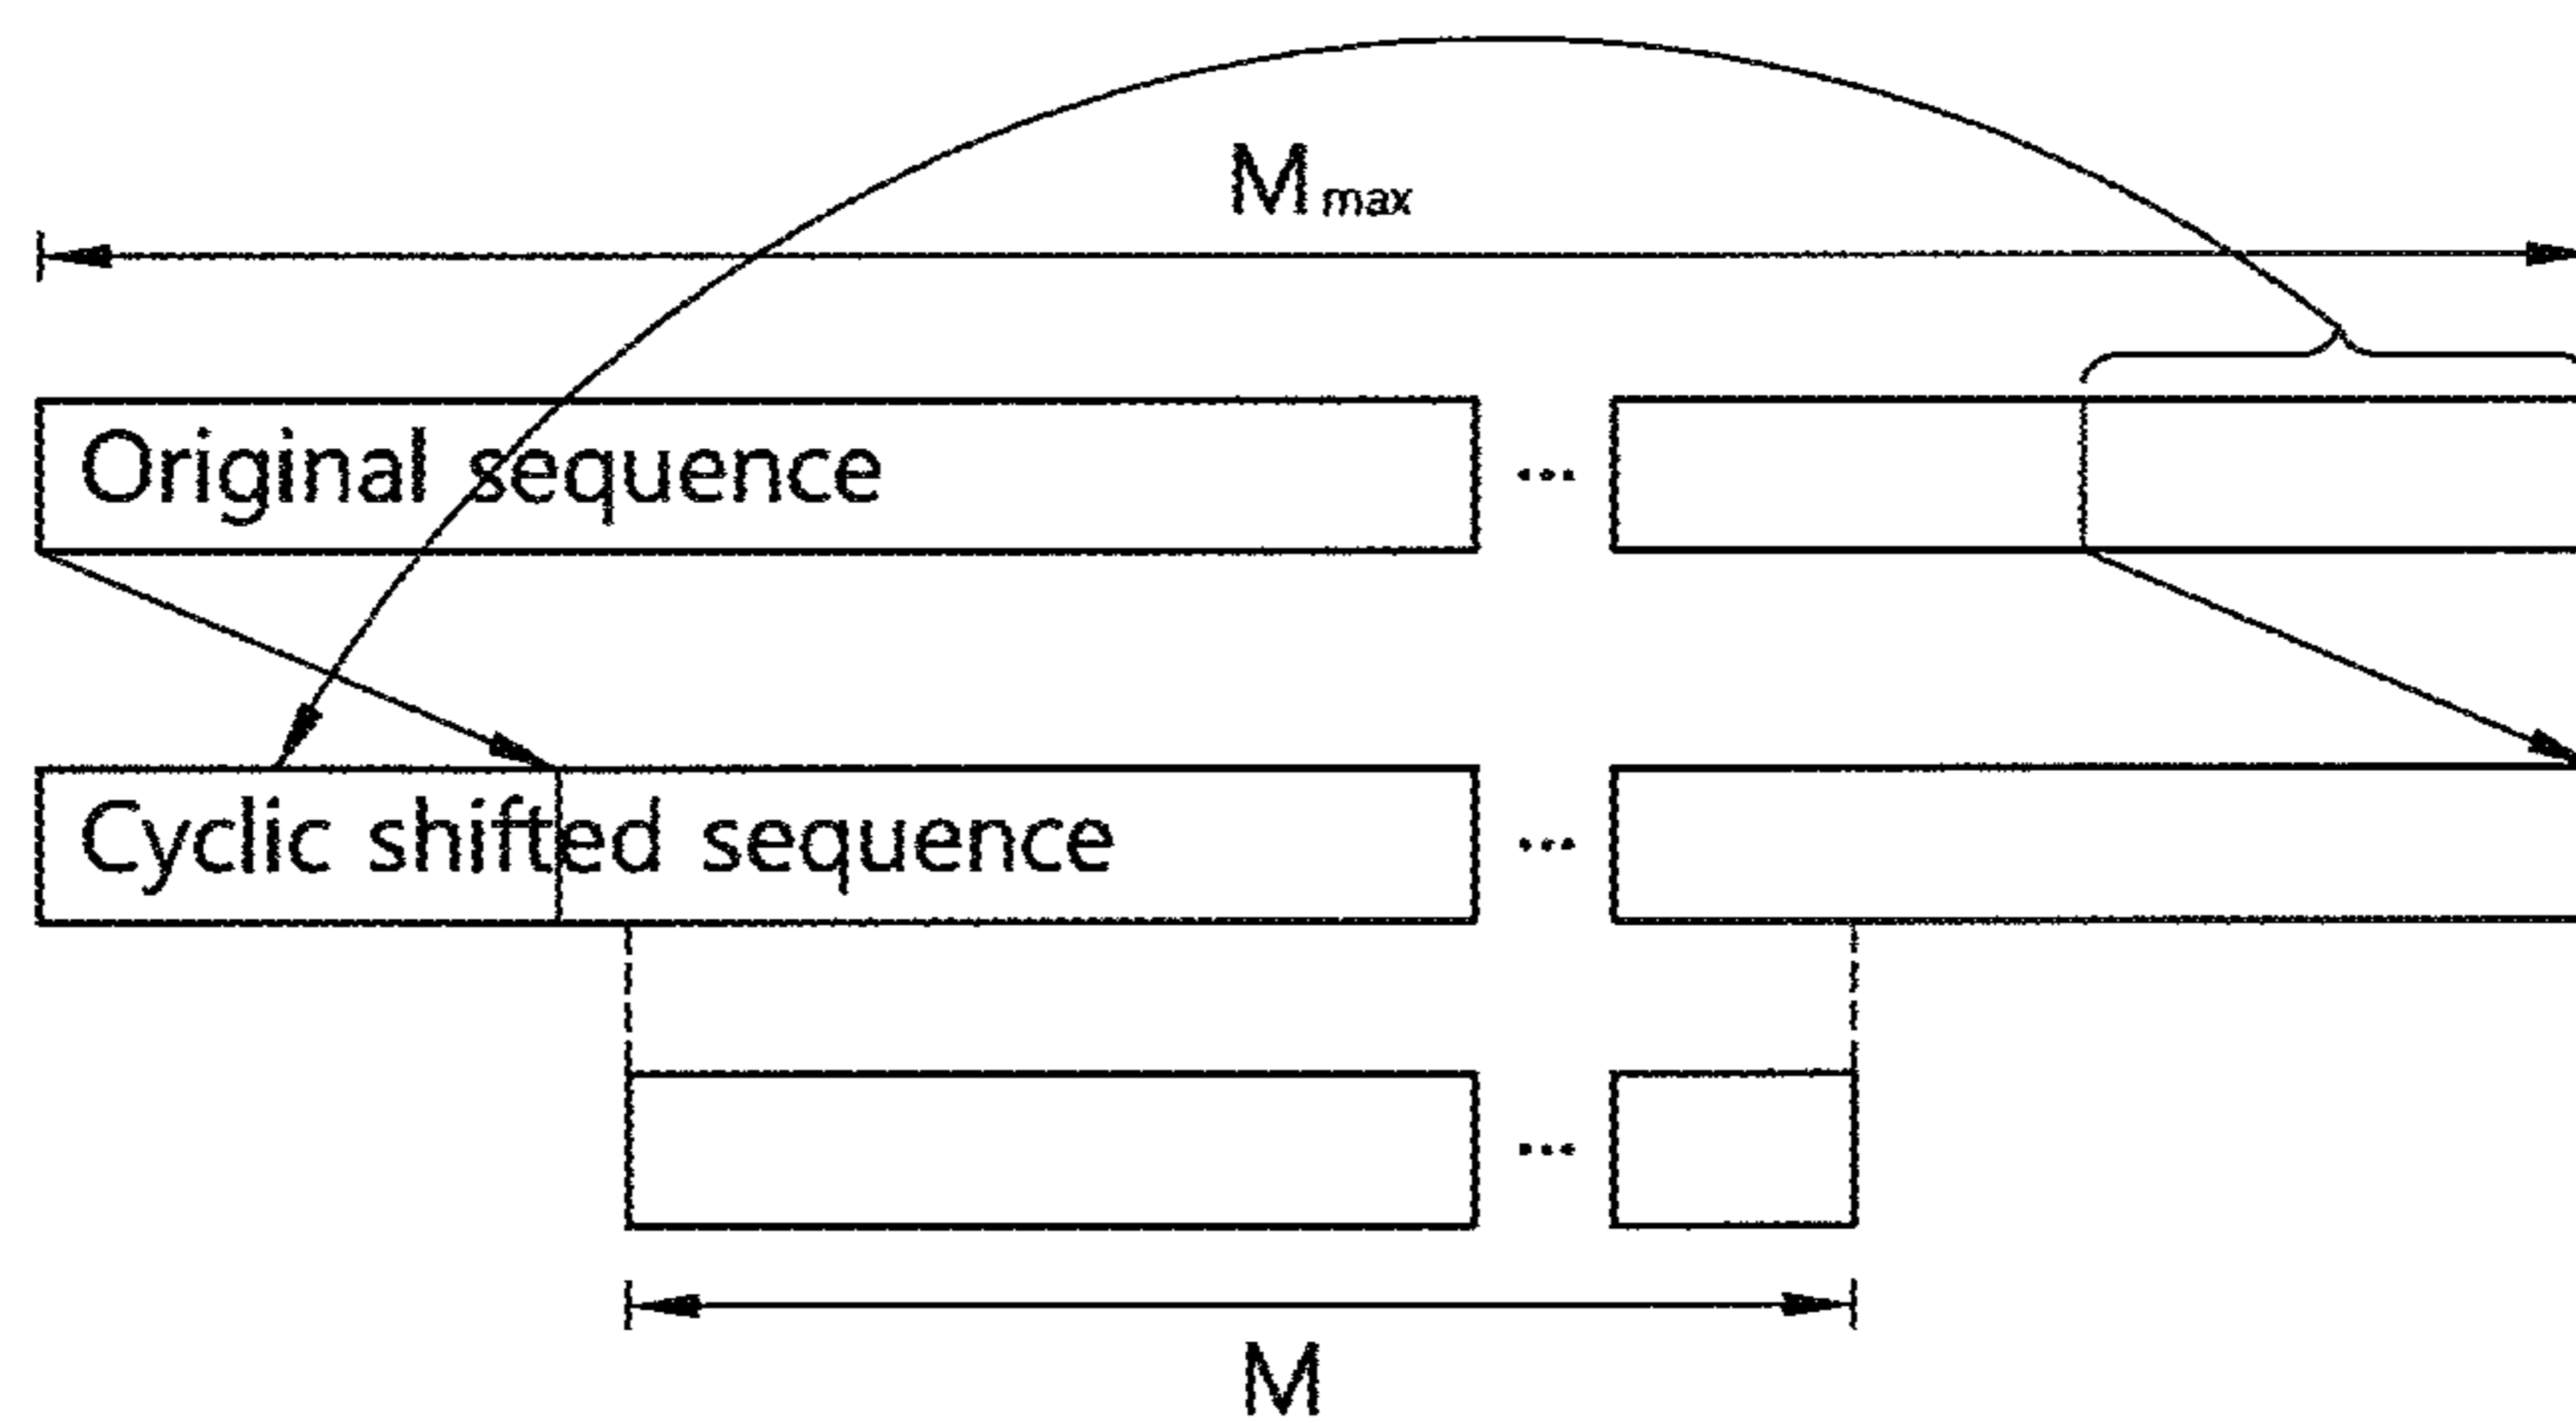 Mmax
Original sequence ...
Cyclic shifted sequence ...
...
M